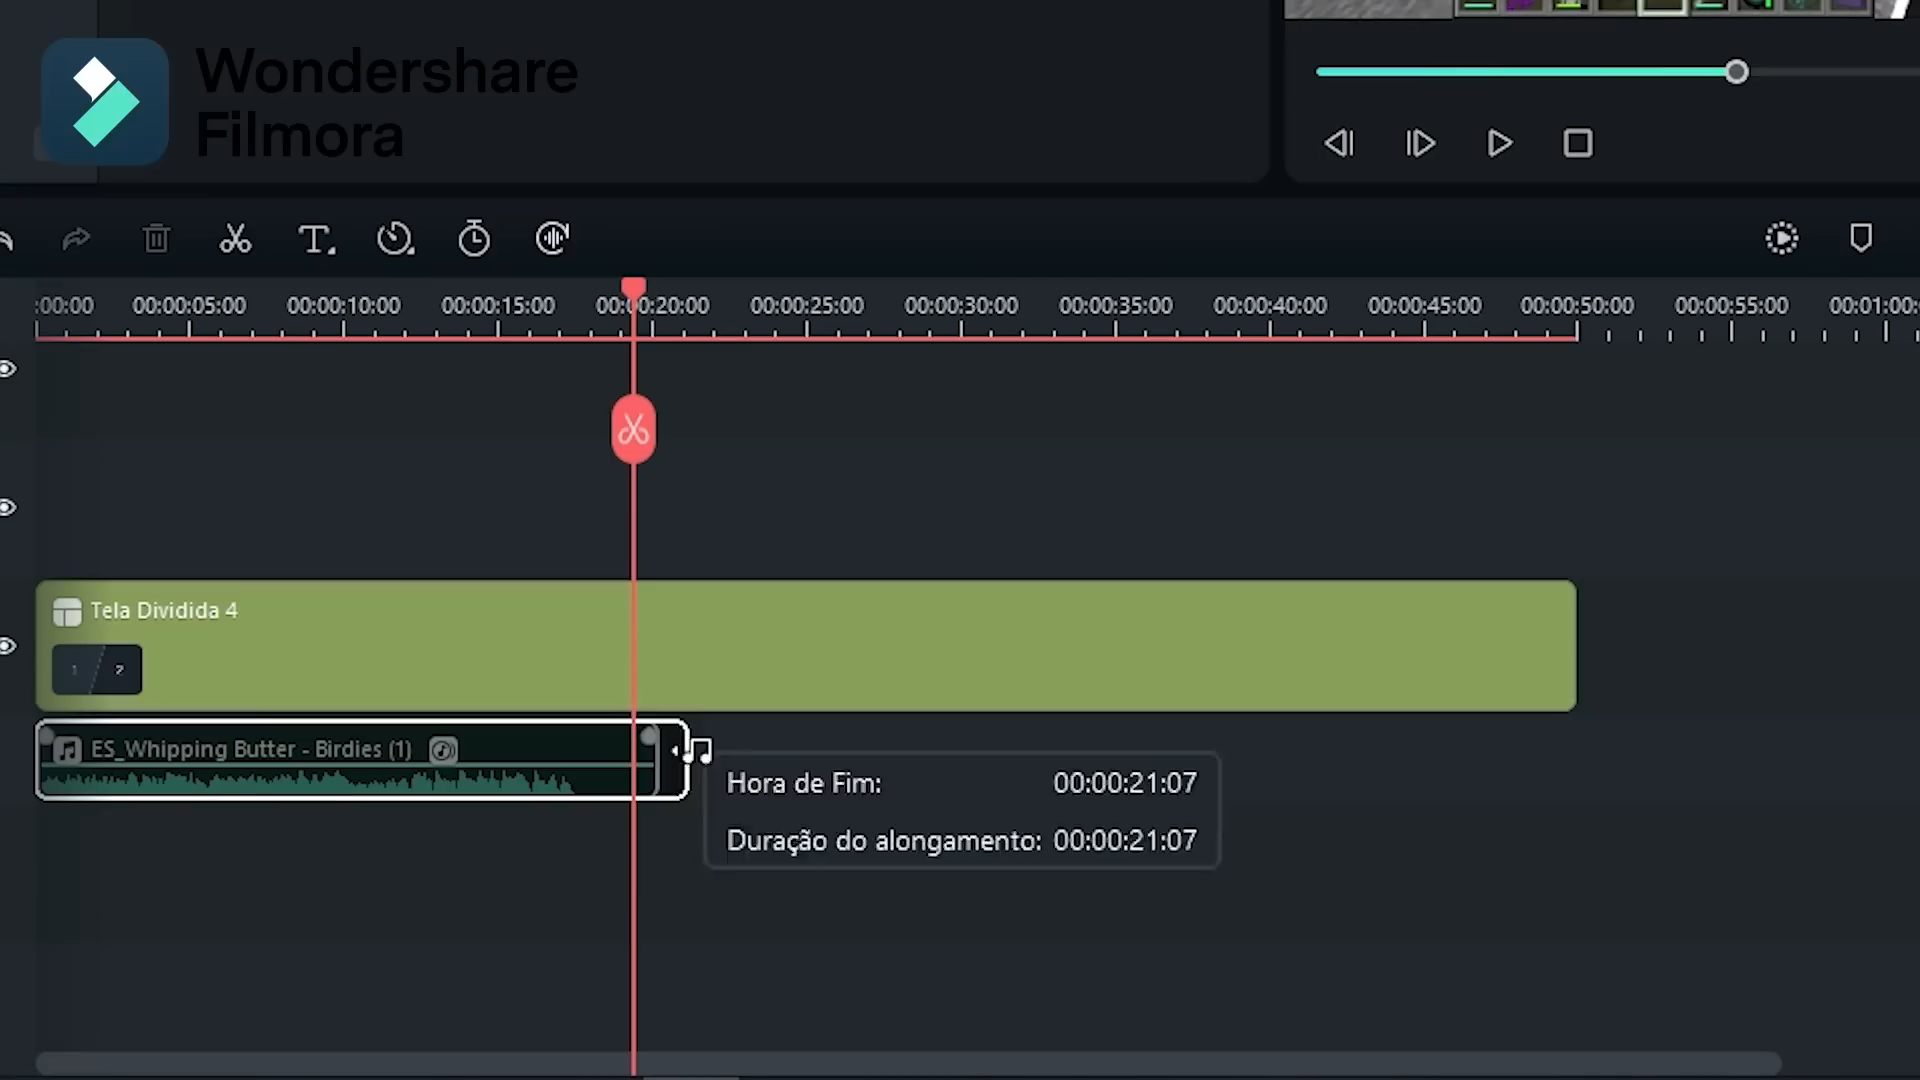 Wondershare
Filmora
:00:00 00:00:05:00 00:00:10:00 00:00:15:00 00:00:20:00 00:00:25:00 00:00:30:00 00:00:35:00 00:00:40:00 00:00:45:00 00:00:50:00 00:00:55:00 00:01:00:
Tela Dividida 4
1 2
ES_Whipping Butter - Birdies (1)
Hora de Fim: 00:00:21:07
Duração do alongamento: 00:00:21:07